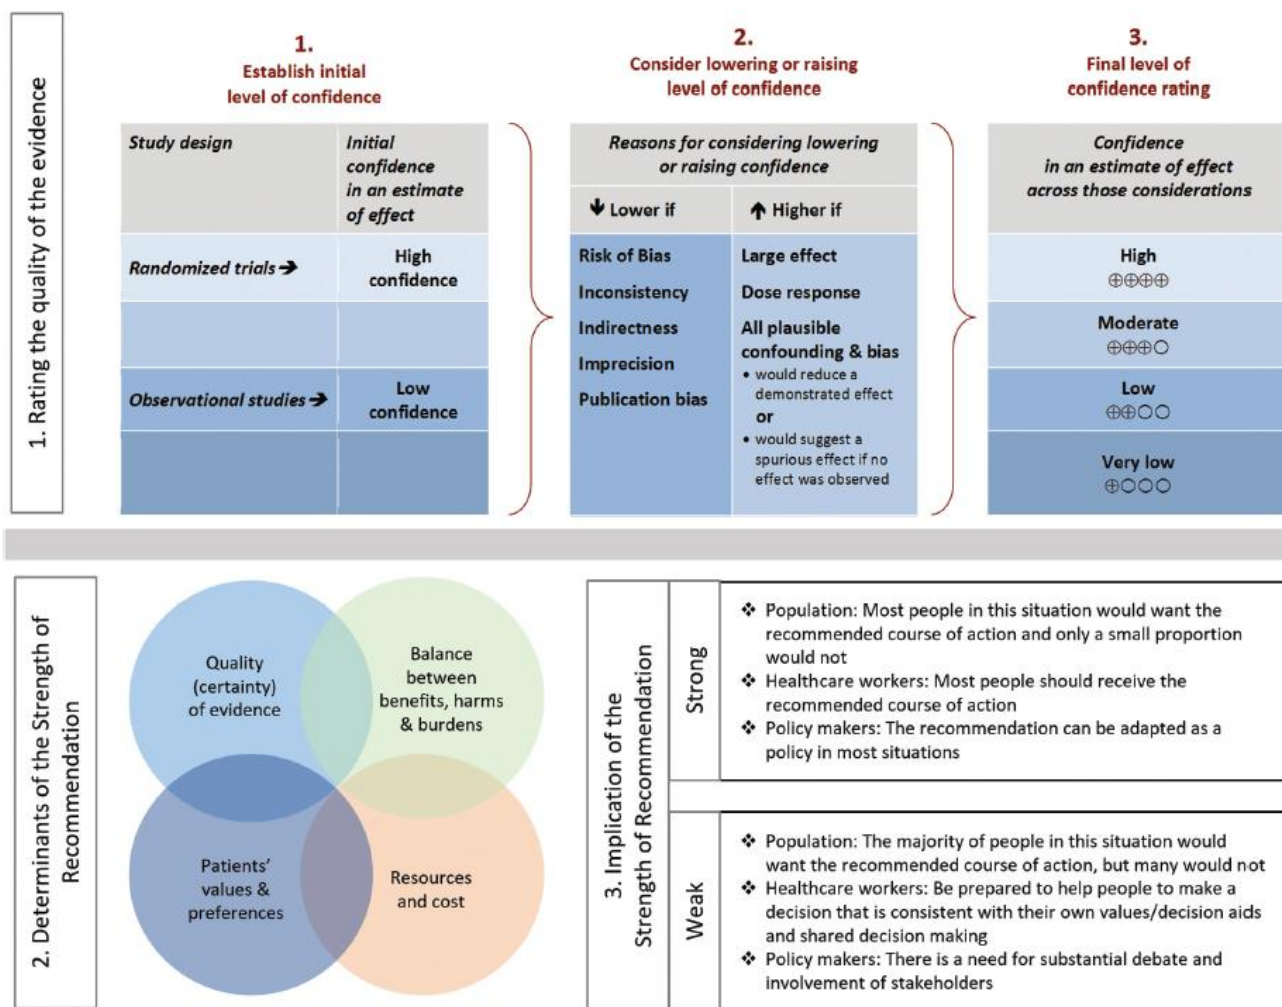 1. Rating the quality of the evidence
1.
Establish initial
level of confidence
Study design
Initial
confidence
in an estimate
of effect
Randomized trials ➔
High
confidence
Observational studies ➔
Low
confidence
2.
Consider lowering or raising
level of confidence
Reasons for considering lowering
or raising confidence
🡻 Lower if
🡹 Higher if
Risk of Bias
Inconsistency
Indirectness
Imprecision
Publication bias
Large effect
Dose response
All plausible
confounding & bias
• would reduce a
demonstrated effect
or
• would suggest a
spurious effect if no
effect was observed
3.
Final level of
confidence rating
Confidence
in an estimate of effect
across those considerations
High
⊕⊕⊕⊕
Moderate
⊕⊕⊕○
Low
⊕⊕○○
Very low
⊕○○○
2. Determinants of the Strength of
Recommendation
Quality
(certainty)
of evidence
Balance
between
benefits, harms
& burdens
Patients’
values &
preferences
Resources
and cost
3. Implication of the
Strength of Recommendation
Strong
❖ Population: Most people in this situation would want the
recommended course of action and only a small proportion
would not
❖ Healthcare workers: Most people should receive the
recommended course of action
❖ Policy makers: The recommendation can be adapted as a
policy in most situations
Weak
❖ Population: The majority of people in this situation would
want the recommended course of action, but many would not
❖ Healthcare workers: Be prepared to help people to make a
decision that is consistent with their own values/decision aids
and shared decision making
❖ Policy makers: There is a need for substantial debate and
involvement of stakeholders